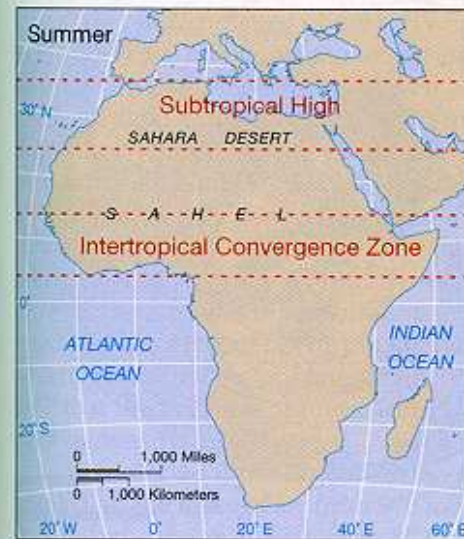 Summer
Subtropical High
30°N
SAHARA DESERT
S A H E L
Intertropical Convergence Zone
0°
ATLANTIC
OCEAN
INDIAN
OCEAN
20°S
0 1,000 Miles
0 1,000 Kilometers
20°W 0° 20°E 40°E 60°E